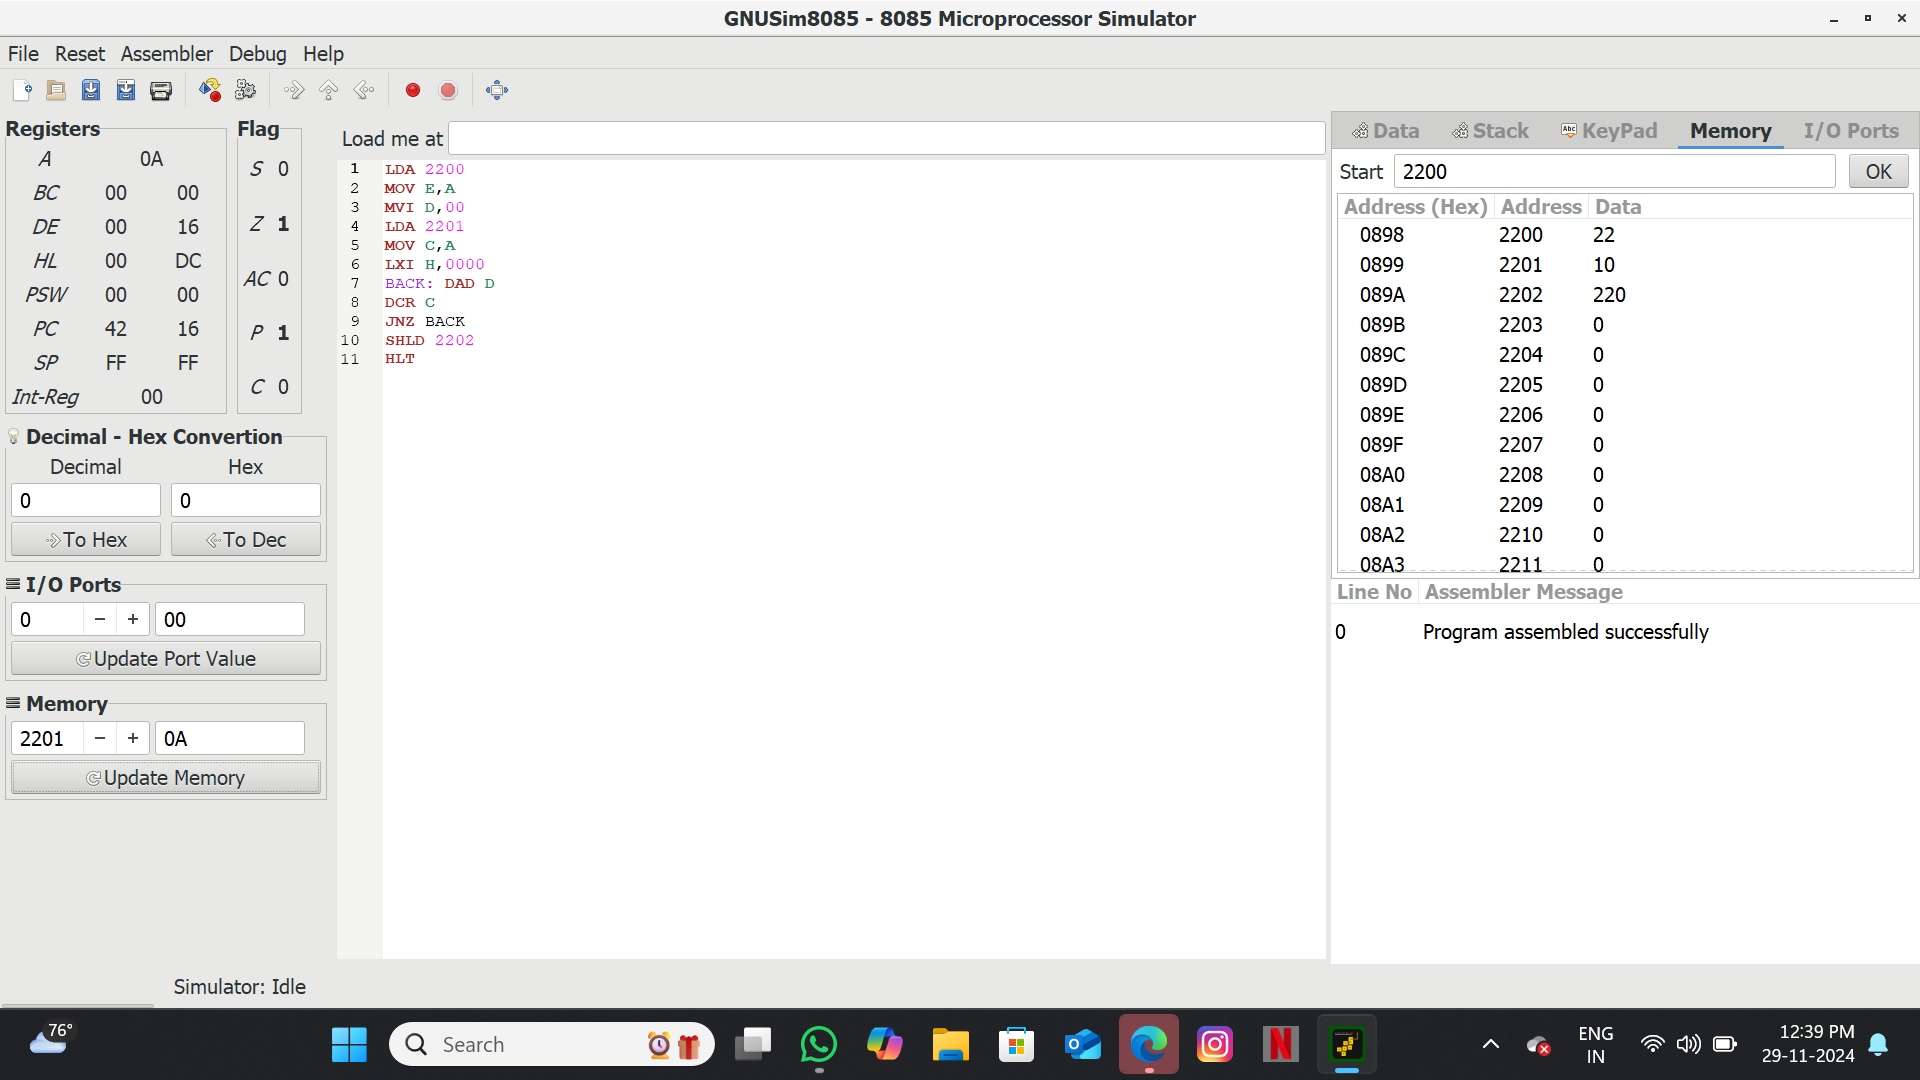 GNUSim8085 - 8085 Microprocessor Simulator
File Reset Assembler Debug Help
Registers
A 0A
BC 00 00
DE 00 16
HL 00 DC
PSW 00 00
PC 42 16
SP FF FF
Int-Reg 00
Flag
S 0
Z 1
AC 0
P 1
C 0
Decimal - Hex Convertion
Decimal Hex
0 0
To Hex To Dec
I/O Ports
0 − + 00
Update Port Value
Memory
2201 − + 0A
Update Memory
Load me at
1 LDA 2200
2 MOV E,A
3 MVI D,00
4 LDA 2201
5 MOV C,A
6 LXI H,0000
7 BACK: DAD D
8 DCR C
9 JNZ BACK
10 SHLD 2202
11 HLT
Data Stack Abc KeyPad Memory I/O Ports
Start 2200 OK
Address (Hex) Address Data
0898 2200 22
0899 2201 10
089A 2202 220
089B 2203 0
089C 2204 0
089D 2205 0
089E 2206 0
089F 2207 0
08A0 2208 0
08A1 2209 0
08A2 2210 0
08A3 2211 0
Line No Assembler Message
0 Program assembled successfully
Simulator: Idle
76°
Search
N
ENG
IN
12:39 PM
29-11-2024